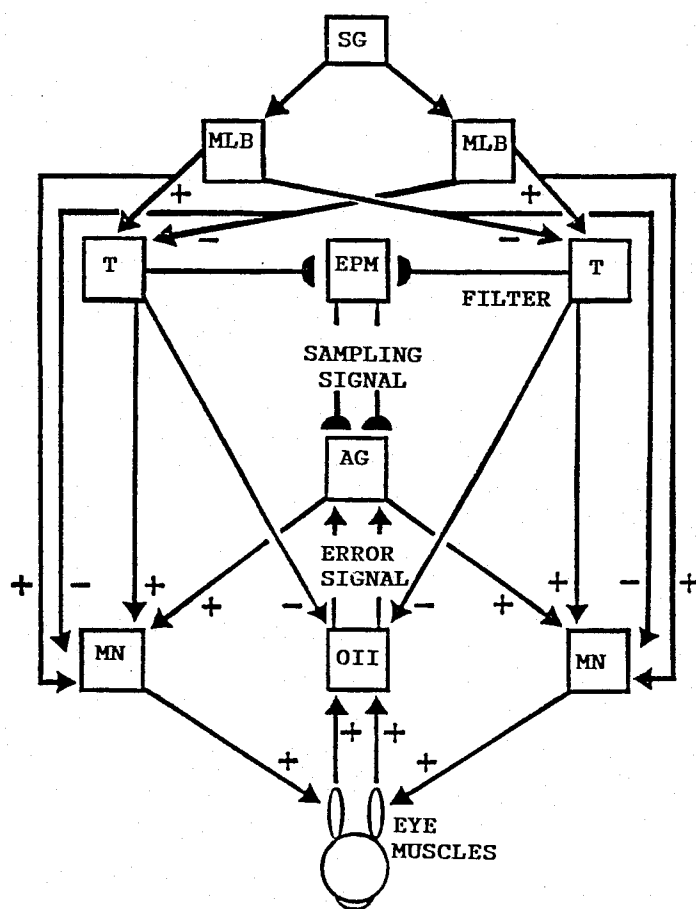 SG
MLB
MLB
+
+
−
−
T
EPM
T
FILTER
SAMPLING
SIGNAL
AG
ERROR
SIGNAL
+
−
+
+
−
−
+
+
−
+
MN
OII
MN
+
+
+
+
EYE
MUSCLES